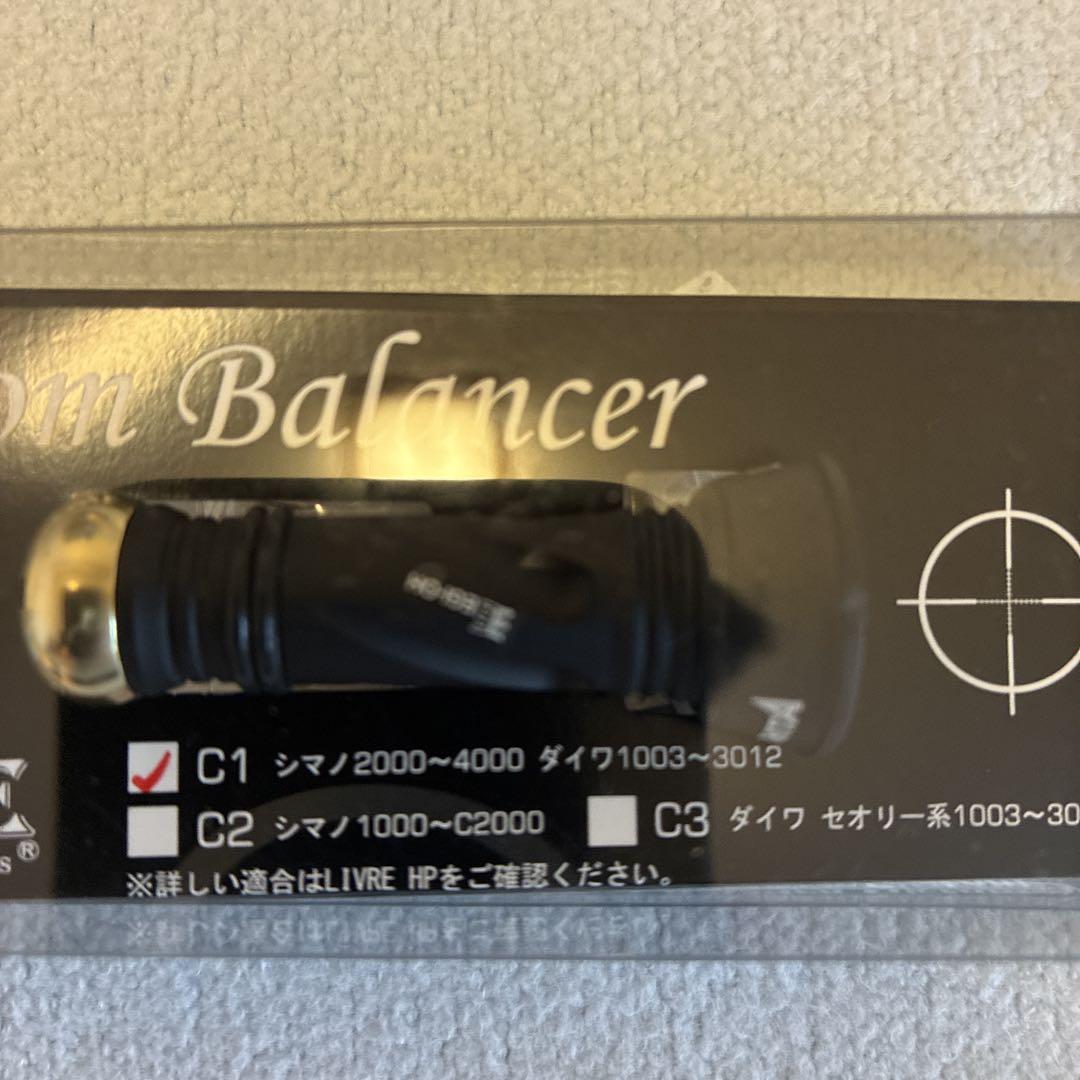 om Balancer
C1 シマノ2000〜4000 ダイワ1003〜3012
C2 シマノ1000〜C2000
C3 ダイワ セオリー系1003〜30
※詳しい適合はLIVRE HPをご確認ください。
S®